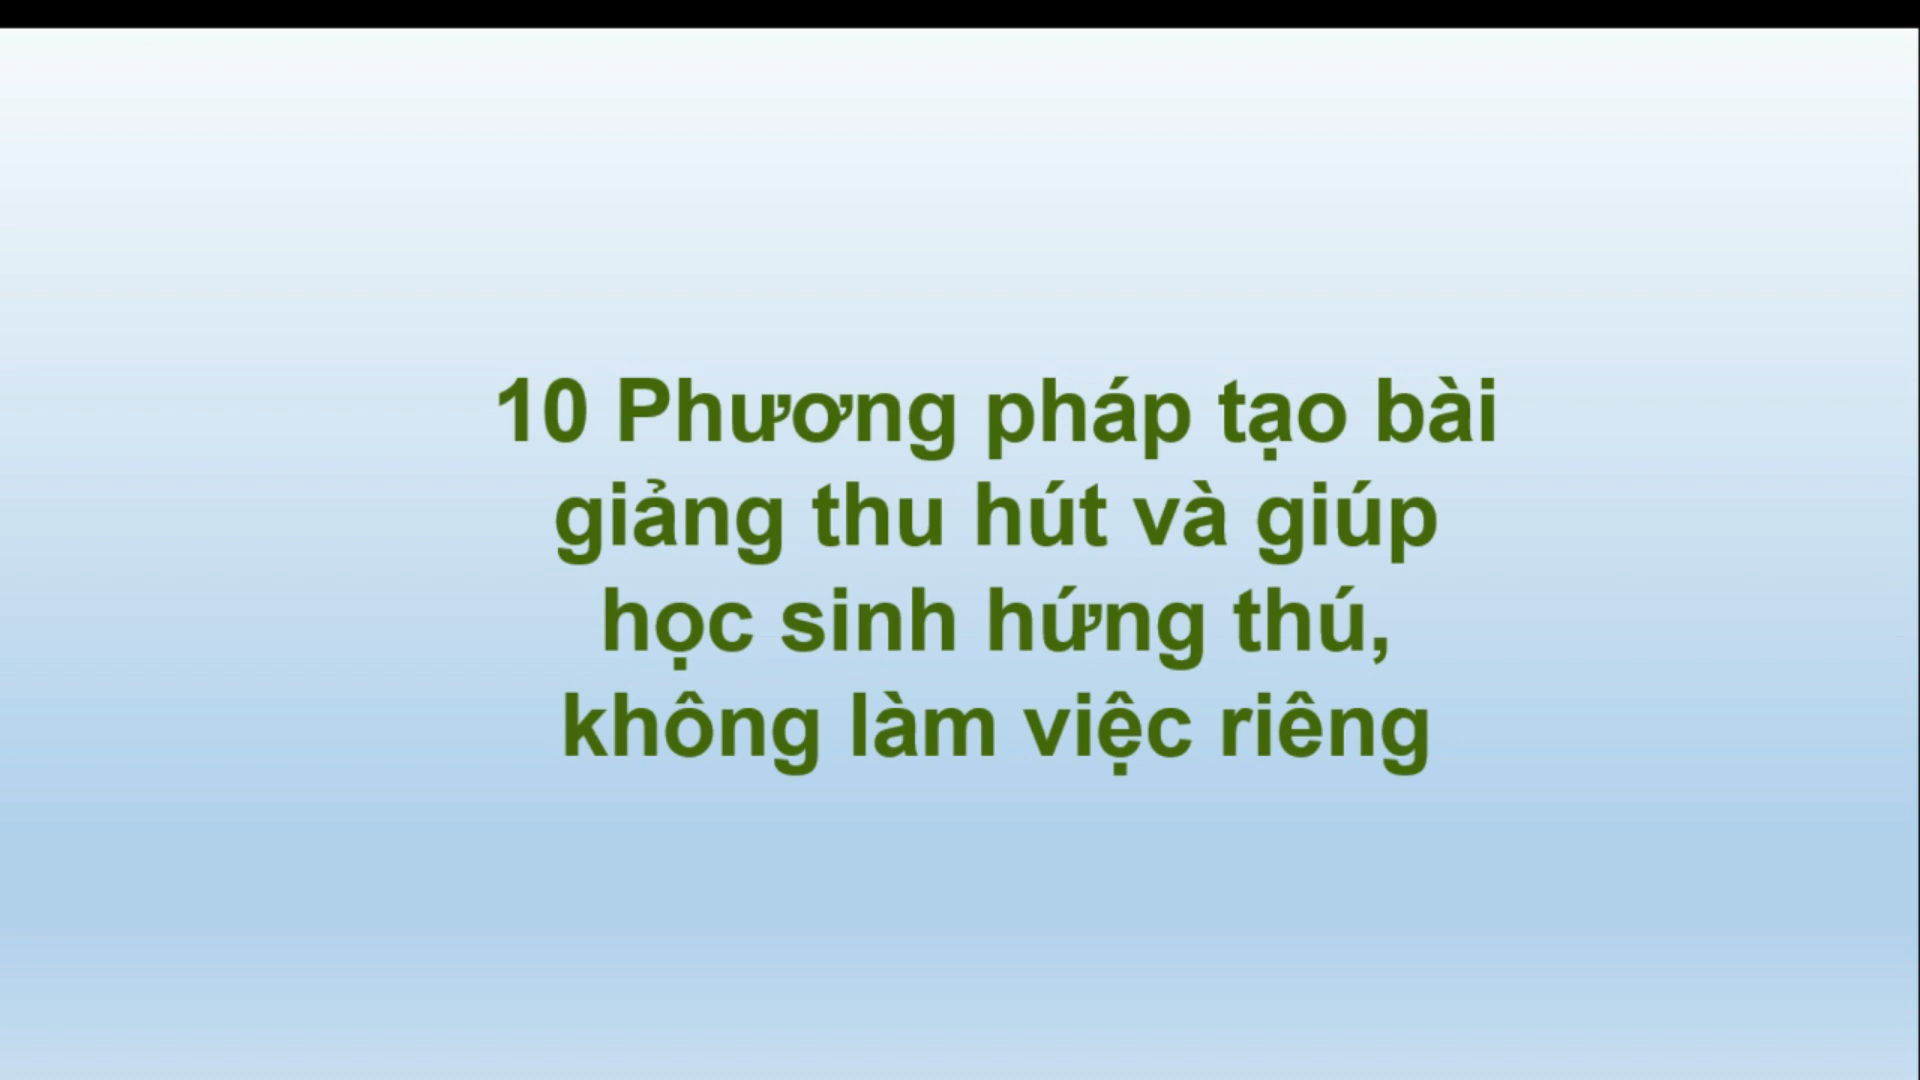 10 Phương pháp tạo bài
giảng thu hút và giúp
học sinh hứng thú,
không làm việc riêng